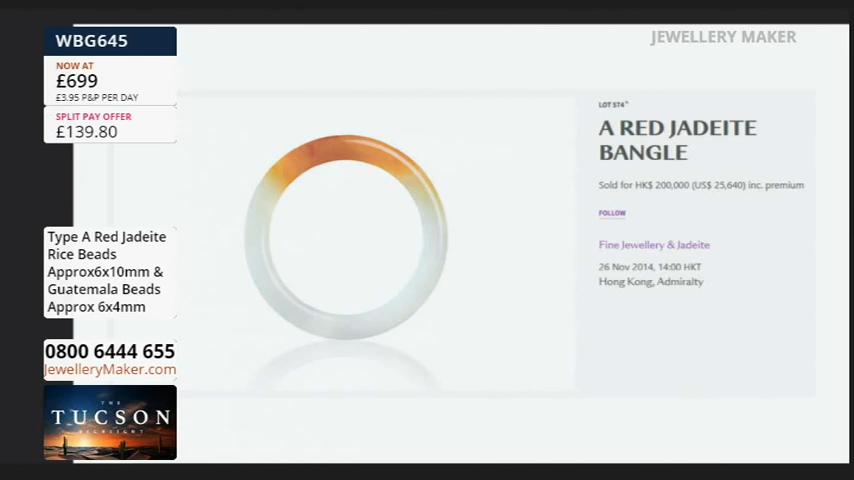 WBG645
NOW AT
£699
£3.95 P&P PER DAY
SPLIT PAY OFFER
£139.80
Type A Red Jadeite
Rice Beads
Approx6x10mm &
Guatemala Beads
Approx 6x4mm
0800 6444 655
JewelleryMaker.com
THE
TUCSON
HIGHLIGHT
JEWELLERY MAKER
LOT 574
A RED JADEITE
BANGLE
Sold for HK$ 200,000 (US$ 25,640) inc. premium
FOLLOW
Fine Jewellery & Jadeite
26 Nov 2014, 14:00 HKT
Hong Kong, Admiralty